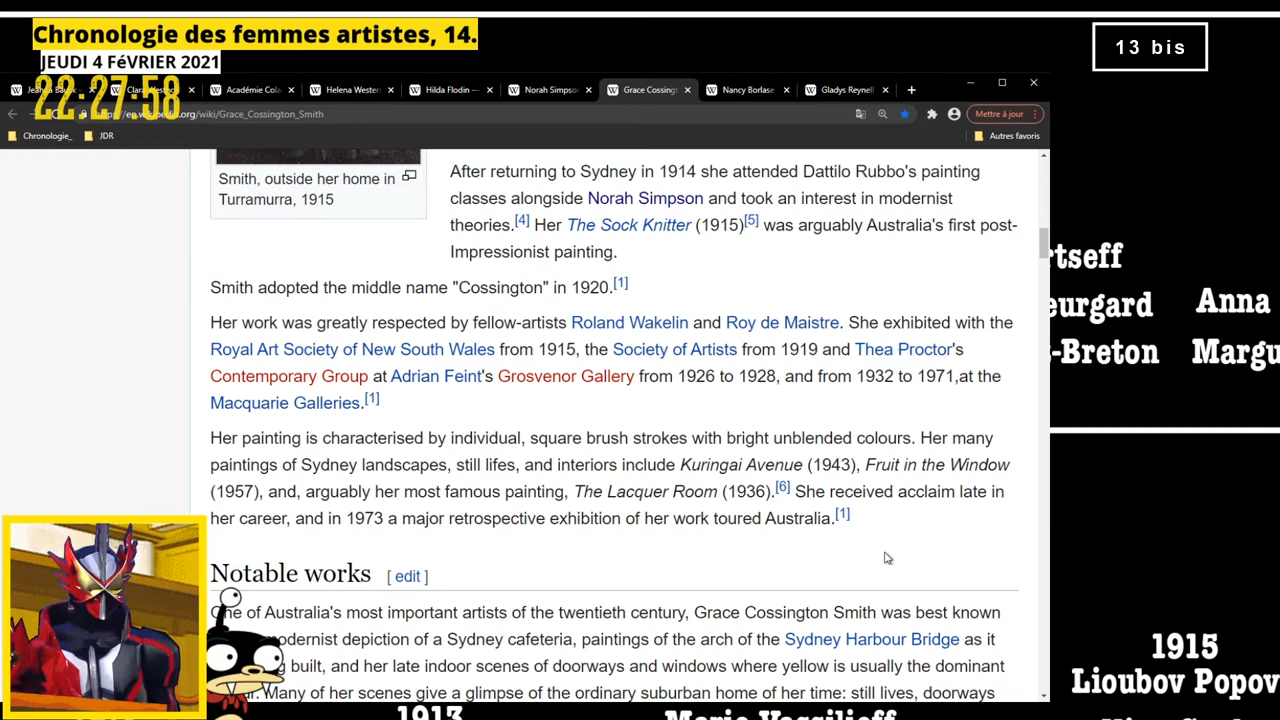 Chronologie des femmes artistes, 14.
JEUDI 4 FéVRIER 2021
22:27:58
13 bis
Académie Col
Helena Wester
Hilda Flodin –
Norah Simpso
Grace Cossingt
Nancy Borlase
Gladys Reynel
/wiki/Grace_Cossington_Smith
Mettre à jour
Chronologie_
JDR
Autres favoris
Smith, outside her home in
Turramurra, 1915
After returning to Sydney in 1914 she attended Dattilo Rubbo's painting
classes alongside Norah Simpson and took an interest in modernist
theories.[4] Her The Sock Knitter (1915)[5] was arguably Australia's first post-
Impressionist painting.
Smith adopted the middle name "Cossington" in 1920.[1]
Her work was greatly respected by fellow-artists Roland Wakelin and Roy de Maistre. She exhibited with the
Royal Art Society of New South Wales from 1915, the Society of Artists from 1919 and Thea Proctor's
Contemporary Group at Adrian Feint's Grosvenor Gallery from 1926 to 1928, and from 1932 to 1971,at the
Macquarie Galleries.[1]
Her painting is characterised by individual, square brush strokes with bright unblended colours. Her many
paintings of Sydney landscapes, still lifes, and interiors include Kuringai Avenue (1943), Fruit in the Window
(1957), and, arguably her most famous painting, The Lacquer Room (1936).[6] She received acclaim late in
her career, and in 1973 a major retrospective exhibition of her work toured Australia.[1]
Notable works [ edit ]
One of Australia's most important artists of the twentieth century, Grace Cossington Smith was best known
modernist depiction of a Sydney cafeteria, paintings of the arch of the Sydney Harbour Bridge as it
built, and her late indoor scenes of doorways and windows where yellow is usually the dominant
Many of her scenes give a glimpse of the ordinary suburban home of her time: still lives, doorways
rtseff
eurgard
Anna
-Breton
Margu
1915
Lioubov Popov
1913
Marie Vassilieff